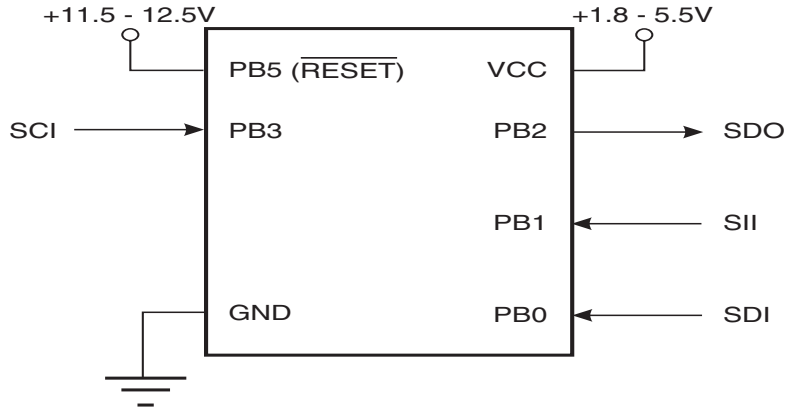 +11.5 - 12.5V
+1.8 - 5.5V
PB5 (RESET)
VCC
SCI
PB3
PB2
SDO
PB1
SII
GND
PB0
SDI